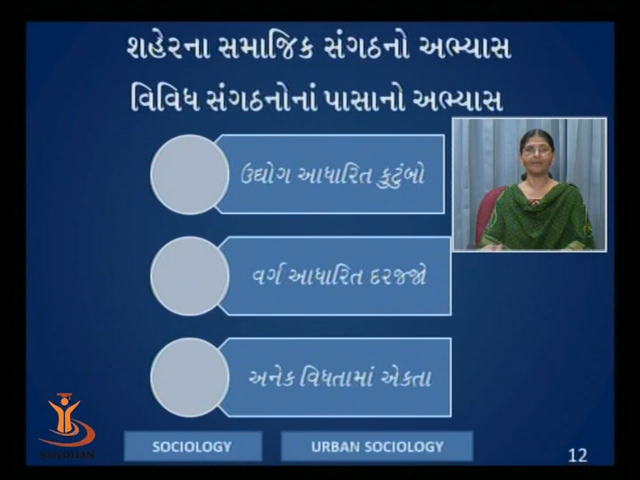 શહેરના સમાજિક સંગઠનો અભ્યાસ
વિવિધ સંગઠનોનાં પાસાનો અભ્યાસ
ઉદ્યોગ આધારિત કુટુંબો
વર્ગ આધારિત દરજ્જો
અનેક વિધતામાં એકતા
SANDHAN
SOCIOLOGY
URBAN SOCIOLOGY
12